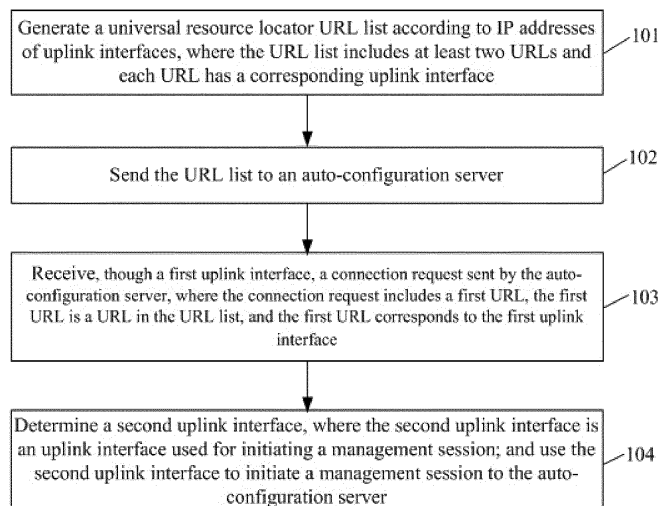 Generate a universal resource locator URL list according to IP addresses
of uplink interfaces, where the URL list includes at least two URLs and
each URL has a corresponding uplink interface
101
Send the URL list to an auto-configuration server
102
Receive, though a first uplink interface, a connection request sent by the auto-
configuration server, where the connection request includes a first URL, the first
URL is a URL in the URL list, and the first URL corresponds to the first uplink
interface
103
Determine a second uplink interface, where the second uplink interface is
an uplink interface used for initiating a management session; and use the
second uplink interface to initiate a management session to the auto-
configuration server
104